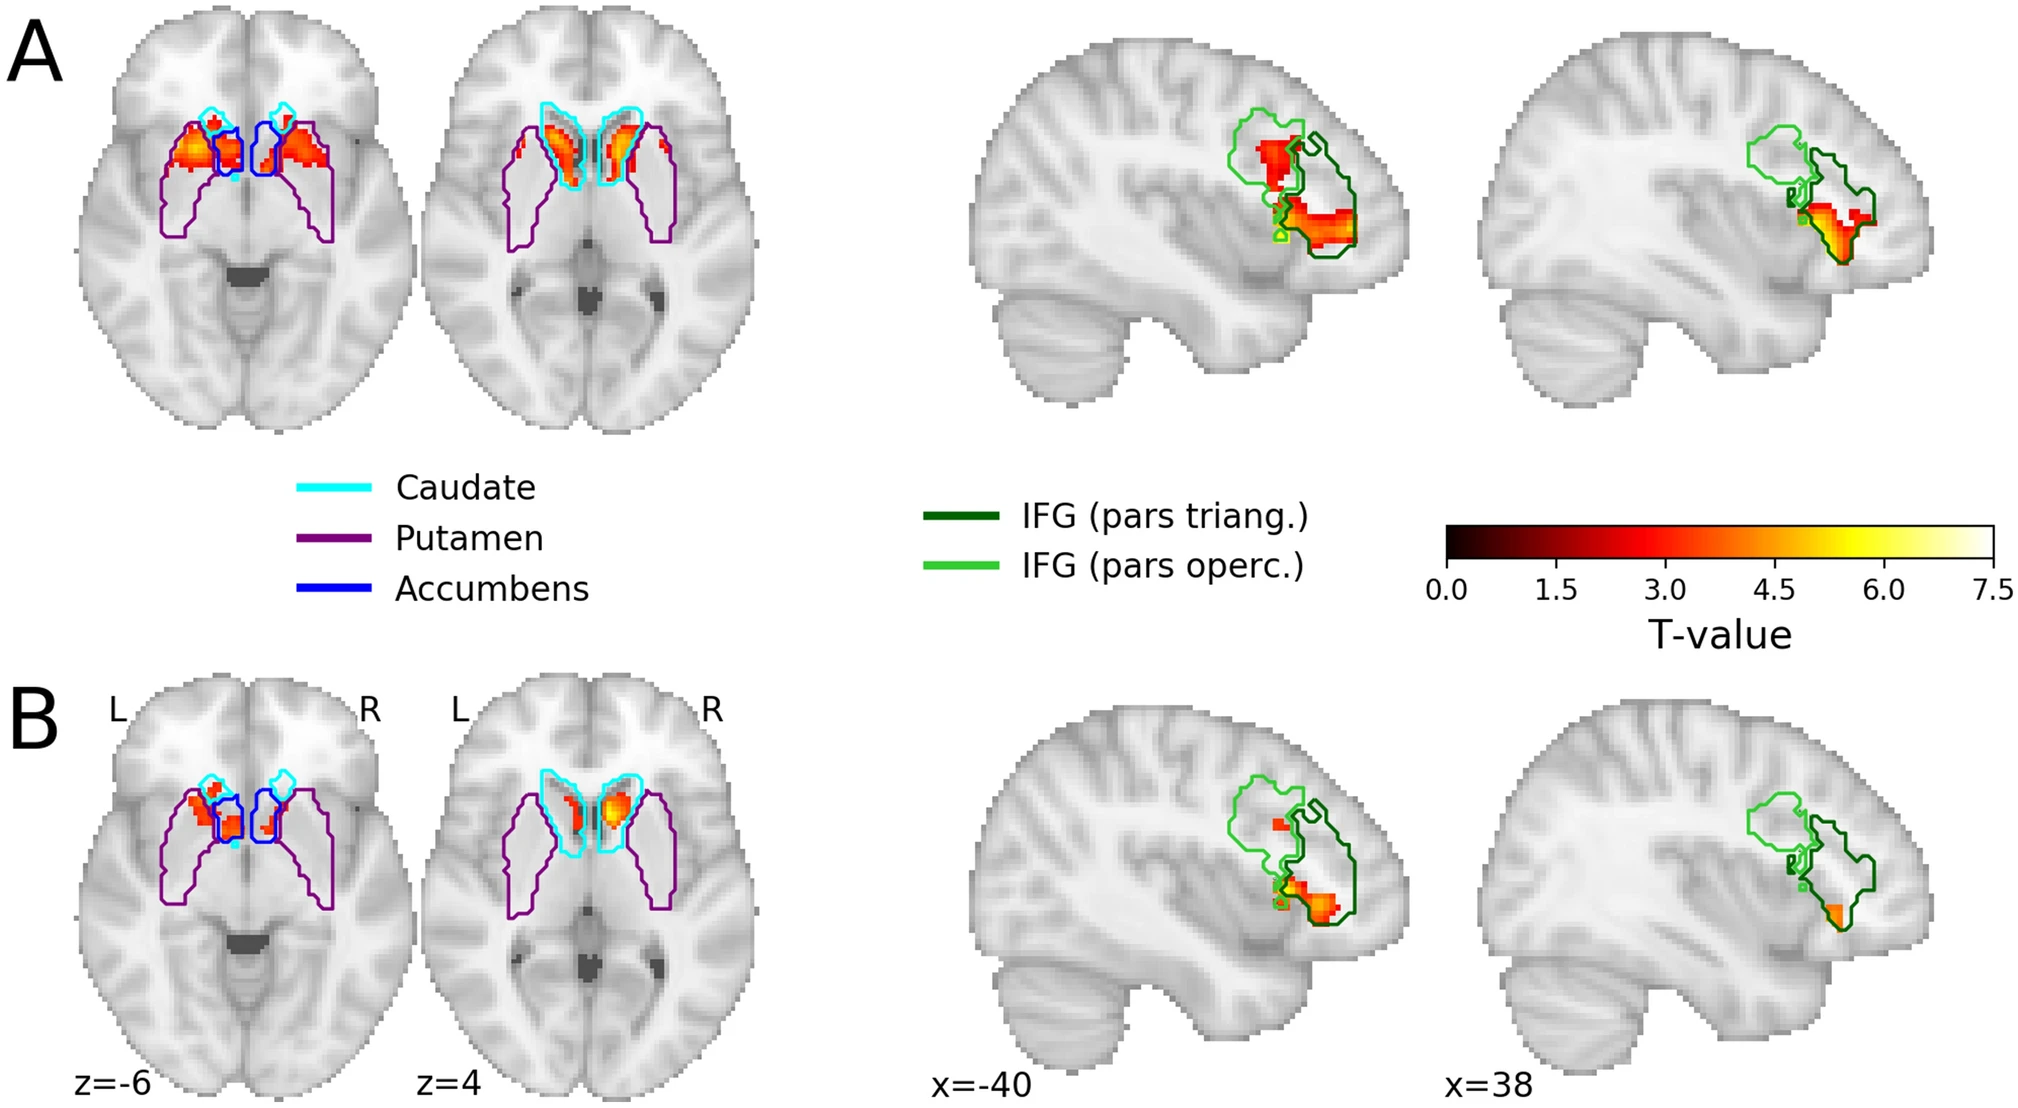 A
Caudate
Putamen
Accumbens
IFG (pars triang.)
IFG (pars operc.)
0.0 1.5 3.0 4.5 6.0 7.5
T-value
B
L R L R
z=-6 z=4 x=-40 x=38